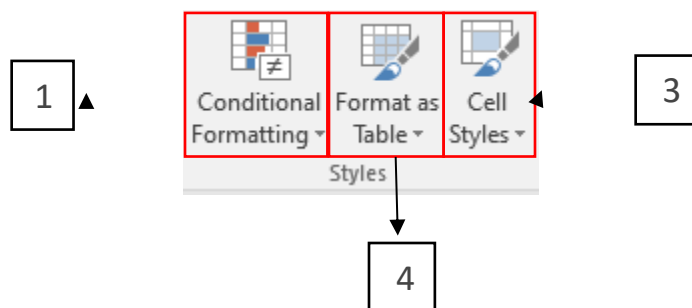 1
Conditional Formatting
Format as Table
Cell Styles
Styles
3
4